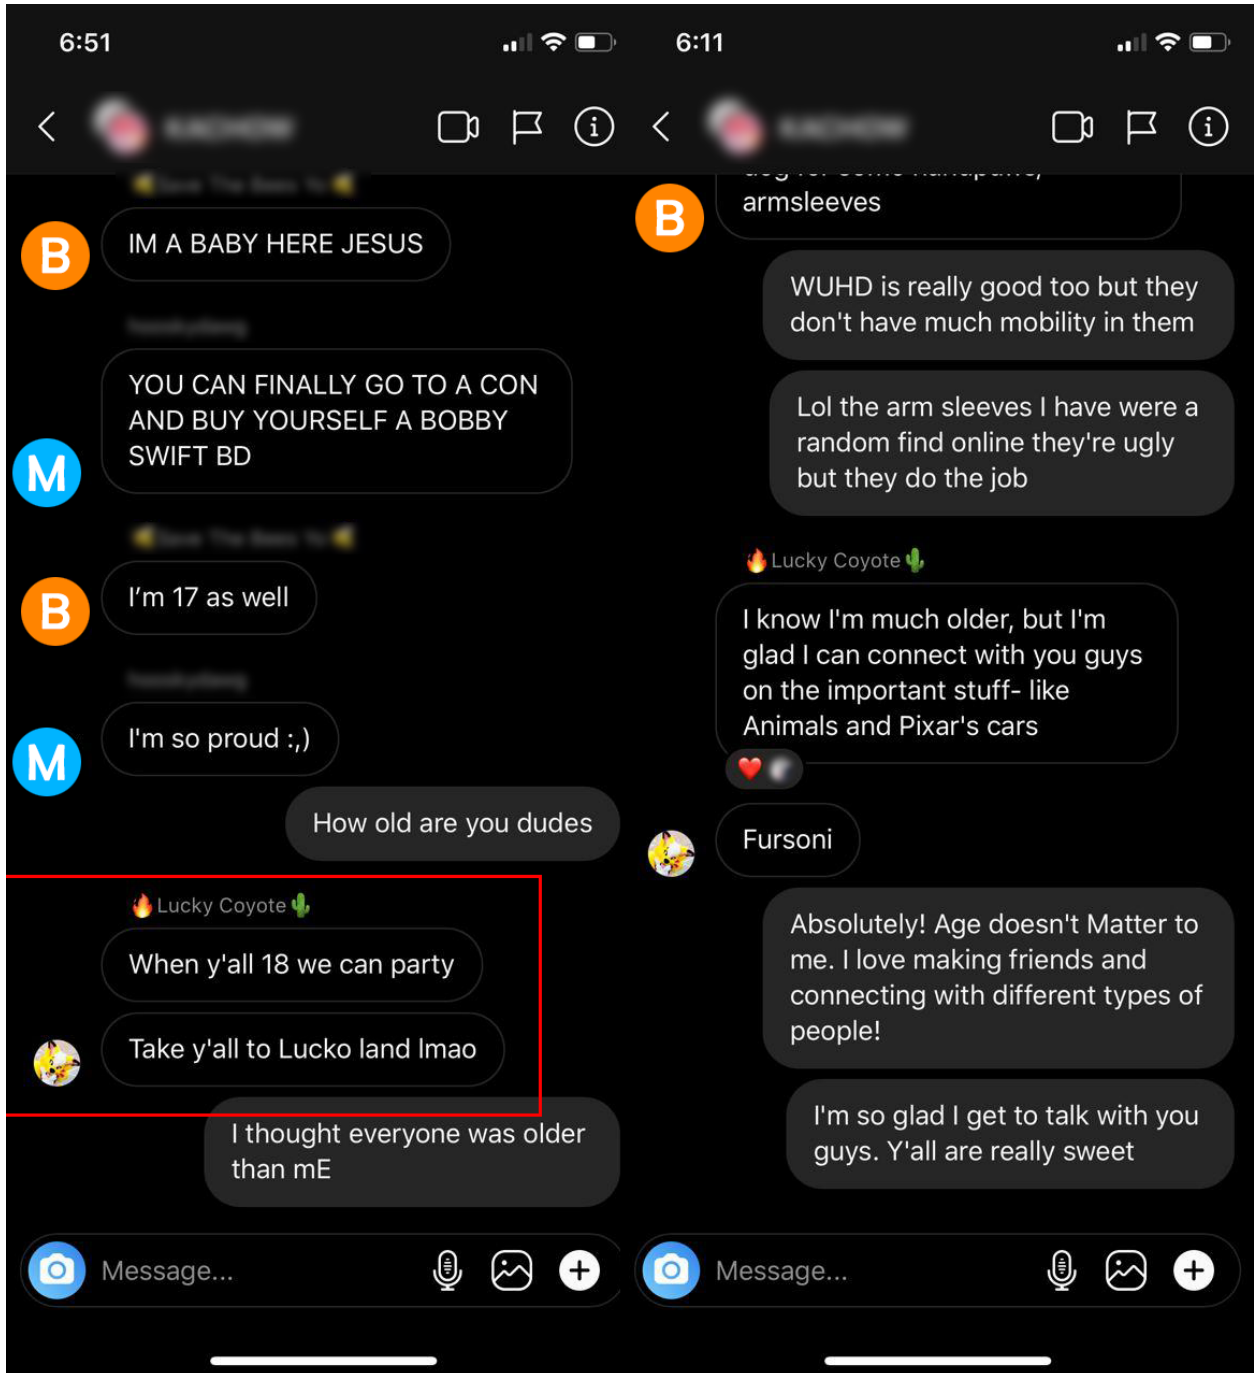 6:51
IM A BABY HERE JESUS
B
YOU CAN FINALLY GO TO A CON
AND BUY YOURSELF A BOBBY
SWIFT BD
M
I'm 17 as well
B
I'm so proud :,)
M
How old are you dudes
🔥Lucky Coyote🌵
When y'all 18 we can party
Take y'all to Lucko land lmao
I thought everyone was older
than mE
Message...
6:11
armsleeves
B
WUHD is really good too but they
don't have much mobility in them
Lol the arm sleeves I have were a
random find online they're ugly
but they do the job
🔥Lucky Coyote🌵
I know I'm much older, but I'm
glad I can connect with you guys
on the important stuff- like
Animals and Pixar's cars
Fursoni
Absolutely! Age doesn't Matter to
me. I love making friends and
connecting with different types of
people!
I'm so glad I get to talk with you
guys. Y'all are really sweet
Message...